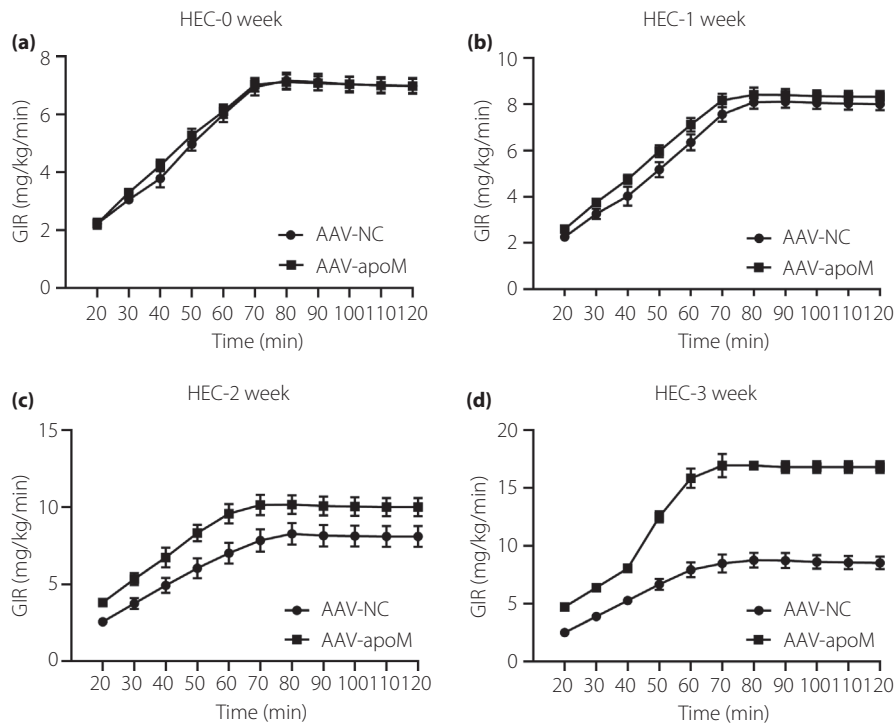 HEC-0 week
(a)
8
6
4
2
0
GIR (mg/kg/min)
AAV-NC
AAV-apoM
20 30 40 50 60 70 80 90 100110120
Time (min)
HEC-1 week
(b)
10
8
6
4
2
0
GIR (mg/kg/min)
AAV-NC
AAV-apoM
20 30 40 50 60 70 80 90 100110120
Time (min)
HEC-2 week
(c)
15
10
5
0
GIR (mg/kg/min)
AAV-NC
AAV-apoM
20 30 40 50 60 70 80 90 100110120
Time (min)
HEC-3 week
(d)
20
15
10
5
0
GIR (mg/kg/min)
AAV-NC
AAV-apoM
20 30 40 50 60 70 80 90 100110120
Time (min)